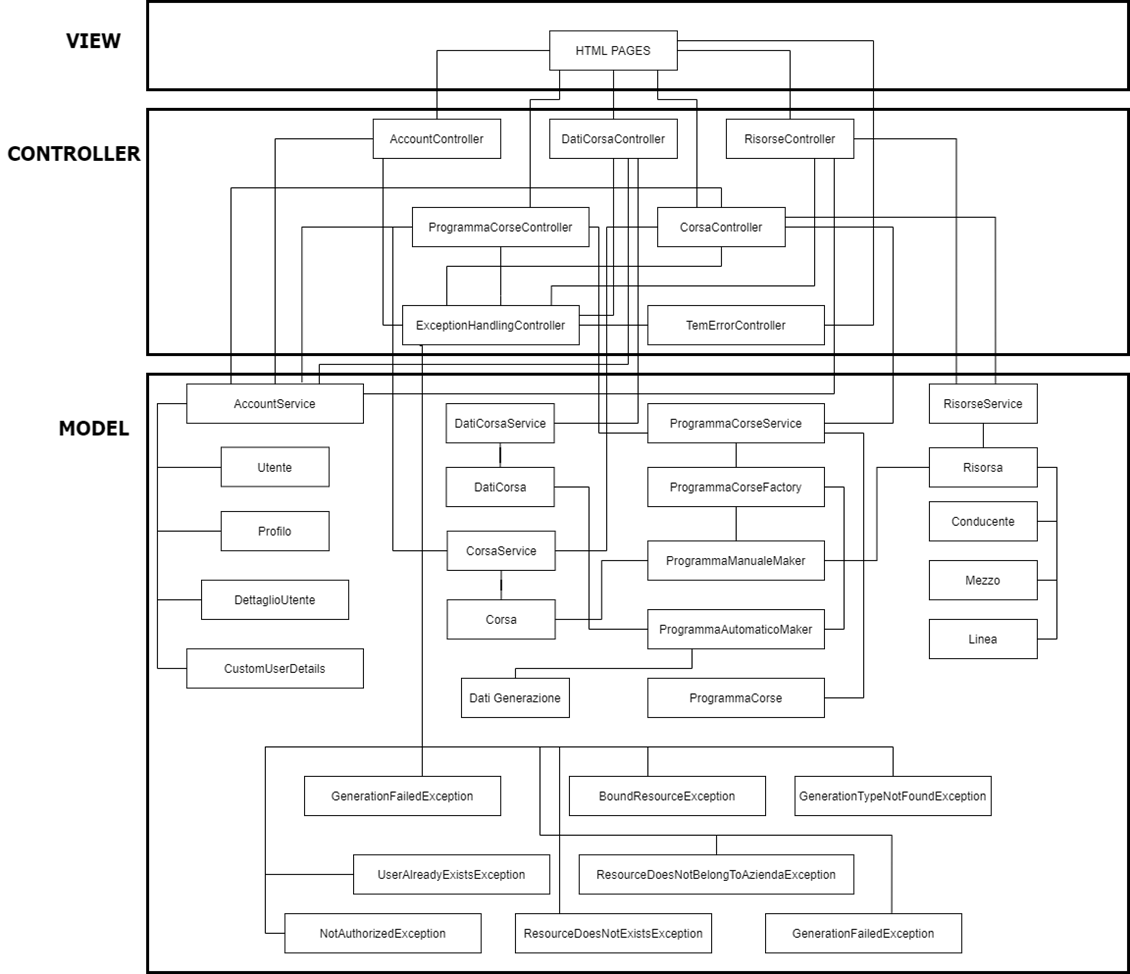 VIEW
HTML PAGES
CONTROLLER
AccountController
DatiCorsaController
RisorseController
ProgrammaCorseController
CorsaController
ExceptionHandlingController
TemErrorController
MODEL
AccountService
DatiCorsaService
ProgrammaCorseService
RisorseService
Utente
DatiCorsa
ProgrammaCorseFactory
Risorsa
Profilo
CorsaService
ProgrammaManualeMaker
Conducente
DettaglioUtente
Corsa
ProgrammaAutomaticoMaker
Mezzo
CustomUserDetails
Dati Generazione
ProgrammaCorse
Linea
GenerationFailedException
BoundResourceException
GenerationTypeNotFoundException
UserAlreadyExistsException
ResourceDoesNotBelongToAziendaException
NotAuthorizedException
ResourceDoesNotExistsException
GenerationFailedException